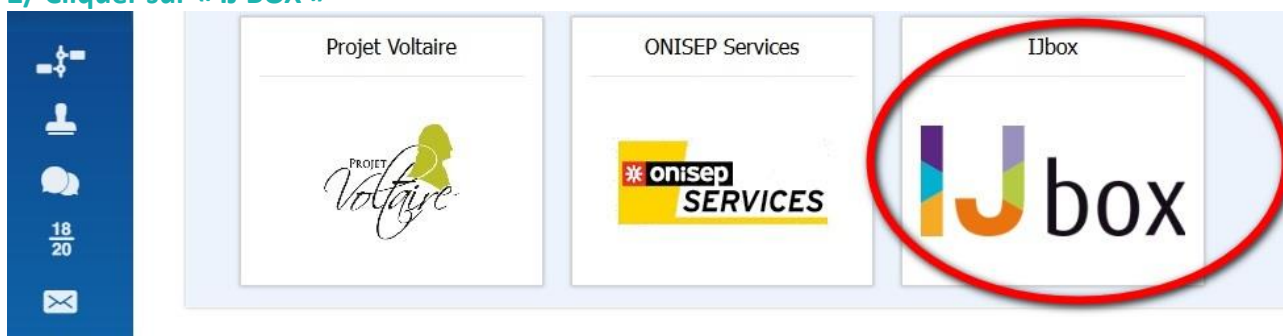 2) Cliquer sur « IJ BOX »
Projet Voltaire
ONISEP Services
IJbox
PROJET
Voltaire
onisep
SERVICES
IJ box
18
20